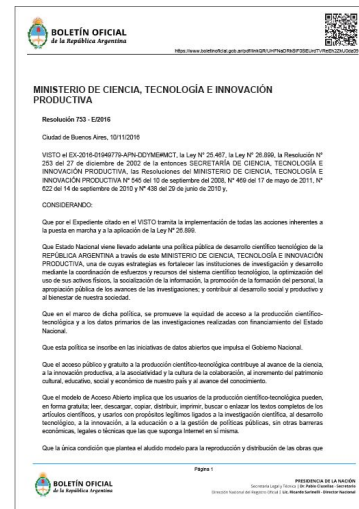 BOLETÍN OFICIAL
de la República Argentina
MINISTERIO DE CIENCIA, TECNOLOGÍA E INNOVACIÓN
PRODUCTIVA
Resolución 753 - E/2016
Ciudad de Buenos Aires, 10/11/2016
VISTO el EX-2016-01949779-APN-DDYME#MCT, la Ley N° 25.467, la Ley N° 26.899, la Resolución N°
253 del 27 de diciembre de 2002 de la entonces SECRETARÍA DE CIENCIA, TECNOLOGÍA E
INNOVACIÓN PRODUCTIVA, las Resoluciones del MINISTERIO DE CIENCIA, TECNOLOGÍA E
INNOVACIÓN PRODUCTIVA N° 545 del 10 de septiembre del 2008, N° 469 del 17 de mayo de 2011, N°
622 del 14 de septiembre de 2010 y N° 438 del 29 de junio de 2010 y,
CONSIDERANDO:
Que por el Expediente citado en el VISTO tramita la implementación de todas las acciones inherentes a
la puesta en marcha y a la aplicación de la Ley N° 26.899.
Que Estado Nacional viene llevado adelante una política pública de desarrollo científico tecnológico de la
REPÚBLICA ARGENTINA a través de este MINISTERIO DE CIENCIA, TECNOLOGÍA E INNOVACIÓN
PRODUCTIVA, una de cuyas estrategias es fortalecer las instituciones de investigación y desarrollo
mediante la coordinación de esfuerzos y recursos del sistema científico tecnológico, la optimización del
uso de sus activos físicos, la socialización de la información, la promoción de la formación del personal, la
apropiación pública de los avances de las investigaciones; y contribuir al desarrollo social y productivo y
al bienestar de nuestra sociedad.
Que en el marco de dicha política, se promueve la equidad de acceso a la producción científico-
tecnológica y a los datos primarios de las investigaciones realizadas con financiamiento del Estado
Nacional.
Que esta política se inscribe en las iniciativas de datos abiertos que impulsa el Gobierno Nacional.
Que el acceso público y gratuito a la producción científico-tecnológica contribuye al avance de la ciencia,
a la innovación productiva, a la asociatividad y la cultura de la colaboración, al incremento del patrimonio
cultural, educativo, social y económico de nuestro país y al avance del conocimiento.
Que el modelo de Acceso Abierto implica que los usuarios de la producción científico-tecnológica pueden,
en forma gratuita; leer, descargar, copiar, distribuir, imprimir, buscar o enlazar los textos completos de los
artículos científicos, y usarlos con propósitos legítimos ligados a la investigación científica, al desarrollo
tecnológico, a la innovación, a la educación o a la gestión de políticas públicas, sin otras barreras
económicas, legales o técnicas que las que suponga Internet en sí misma.
Que la única condición que plantea el aludido modelo para la reproducción y distribución de las obras que
Página 1
BOLETÍN OFICIAL
de la República Argentina
PRESIDENCIA DE LA NACIÓN
Secretaría Legal y Técnica | Dr. Pablo Clusellas - Secretario
Dirección Nacional del Registro Oficial | Lic. Ricardo Sarinelli - Director Nacional